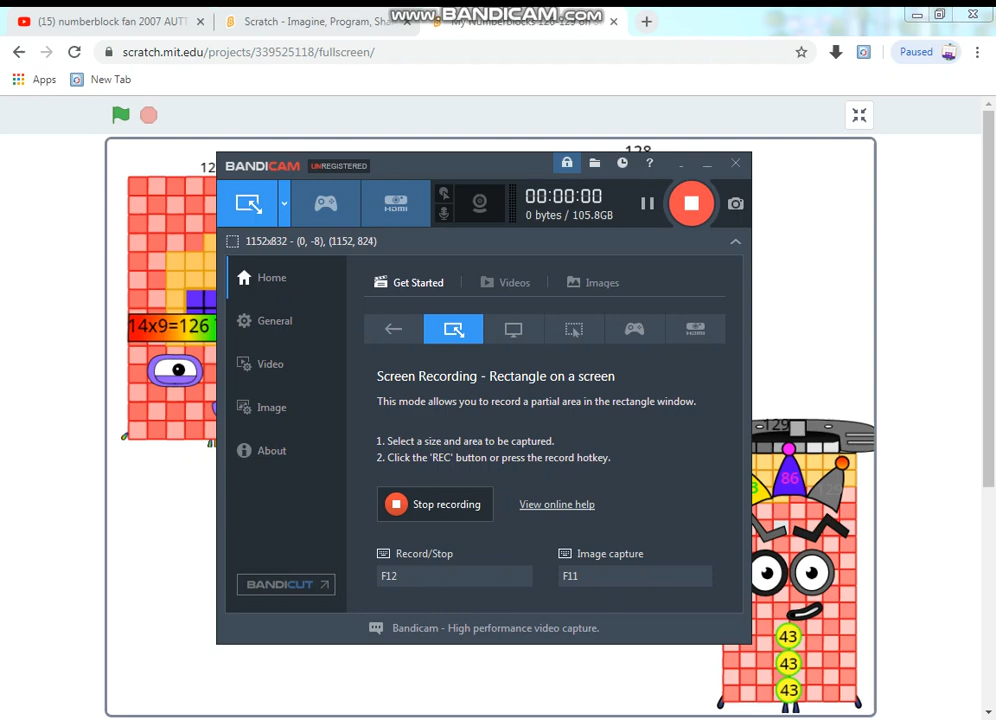 (15) numberblock fan 2007 AUTT
Scratch - Imagine, Program, Sha
www.BANDICAM.com
scratch.mit.edu/projects/339525118/fullscreen/
Paused
Apps
New Tab
128
BANDICAM
UNREGISTERED
00:00:00
0 bytes / 105.8GB
HDMI
1152x832 - (0, -8), (1152, 824)
Home
General
Video
Image
About
BANDICUT
Get Started
Videos
Images
HDMI
Screen Recording - Rectangle on a screen
This mode allows you to record a partial area in the rectangle window.
1. Select a size and area to be captured.
2. Click the 'REC' button or press the record hotkey.
Stop recording
View online help
Record/Stop
F12
Image capture
F11
Bandicam - High performance video capture.
14x9=126
129
86
43
43
43